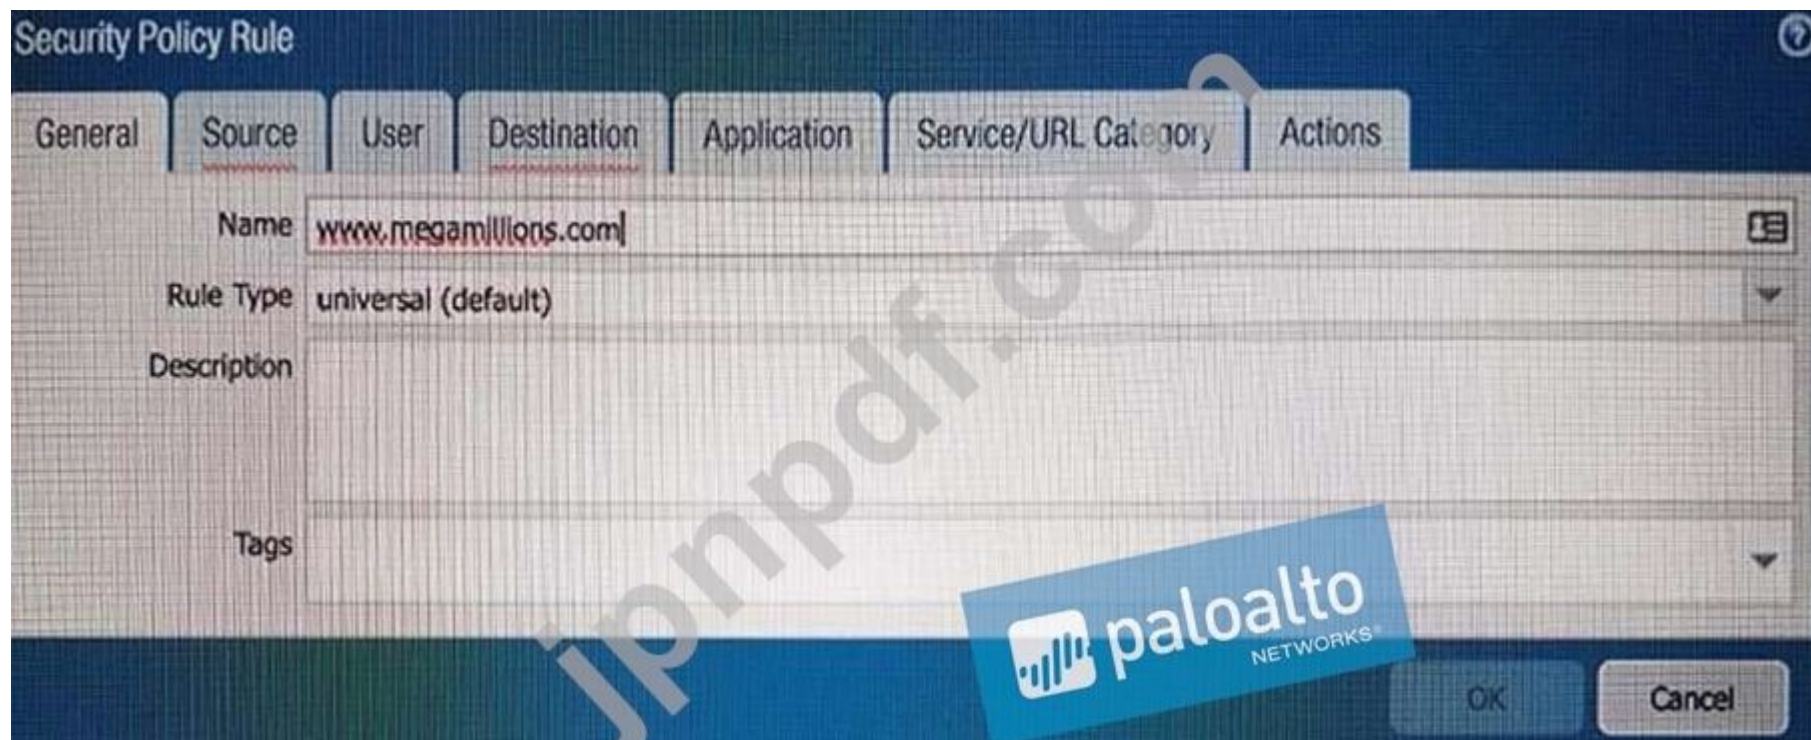 Security Policy Rule
General Source User Destination Application Service/URL Category Actions
Name www.megamillions.com
Rule Type universal (default)
Description
Tags
paloalto
NETWORKS®
OK Cancel
jpnpdf.com